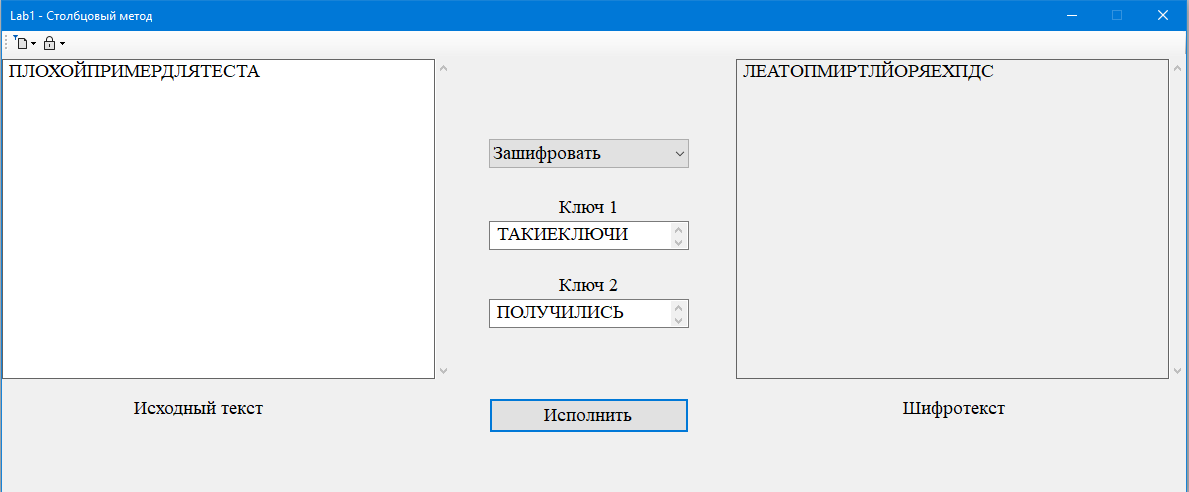 Lab1 - Столбцовый метод
ПЛОХОЙПРИМЕРДЛЯТЕСТА
ЛЕАТОПМИРТЛЙОРЯЕХПДС
Зашифровать
Ключ 1
ТАКИЕКЛЮЧИ
Ключ 2
ПОЛУЧИЛИСЬ
Исходный текст
Исполнить
Шифротекст